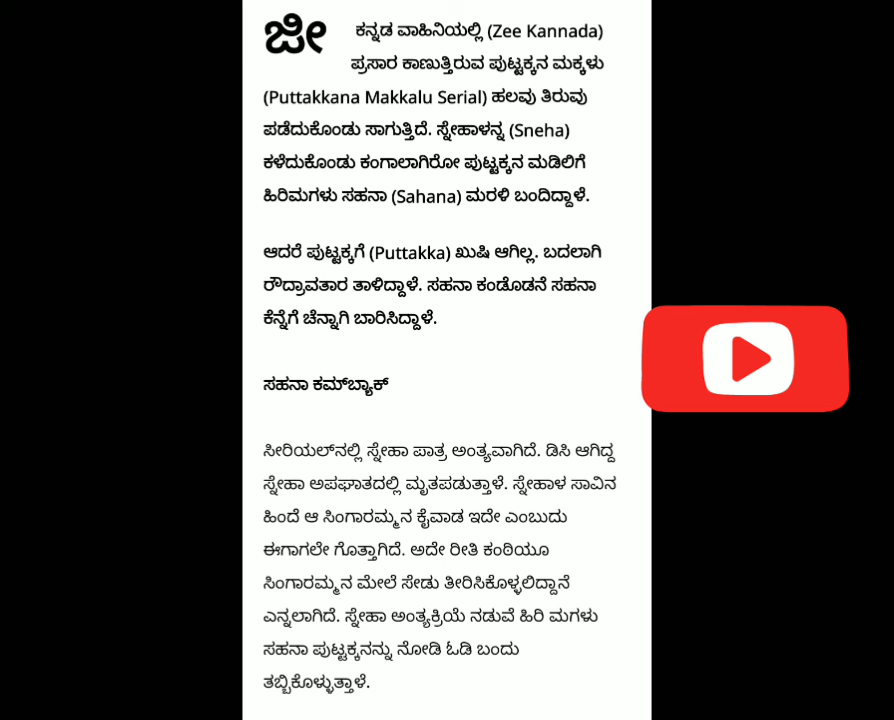 ಜೀ ಕನ್ನಡ ವಾಹಿನಿಯಲ್ಲಿ (Zee Kannada)
ಪ್ರಸಾರ ಕಾಣುತ್ತಿರುವ ಪುಟ್ಟಕ್ಕನ ಮಕ್ಕಳು
(Puttakkana Makkalu Serial) ಹಲವು ತಿರುವು
ಪಡೆದುಕೊಂಡು ಸಾಗುತ್ತಿದೆ. ಸ್ನೇಹಾಳನ್ನ (Sneha)
ಕಳೆದುಕೊಂಡು ಕಂಗಾಲಾಗಿರೋ ಪುಟ್ಟಕ್ಕನ ಮಡಿಲಿಗೆ
ಹಿರಿಮಗಳು ಸಹನಾ (Sahana) ಮರಳಿ ಬಂದಿದ್ದಾಳೆ.
ಆದರೆ ಪುಟ್ಟಕ್ಕಗೆ (Puttakka) ಖುಷಿ ಆಗಿಲ್ಲ. ಬದಲಾಗಿ
ರೌದ್ರಾವತಾರ ತಾಳಿದ್ದಾಳೆ. ಸಹನಾ ಕಂಡೊಡನೆ ಸಹನಾ
ಕೆನ್ನೆಗೆ ಚೆನ್ನಾಗಿ ಬಾರಿಸಿದ್ದಾಳೆ.
ಸಹನಾ ಕಮ್‌ಬ್ಯಾಕ್
ಸೀರಿಯಲ್‌ನಲ್ಲಿ ಸ್ನೇಹಾ ಪಾತ್ರ ಅಂತ್ಯವಾಗಿದೆ. ಡಿಸಿ ಆಗಿದ್ದ
ಸ್ನೇಹಾ ಅಪಘಾತದಲ್ಲಿ ಮೃತಪಡುತ್ತಾಳೆ. ಸ್ನೇಹಾಳ ಸಾವಿನ
ಹಿಂದೆ ಆ ಸಿಂಗಾರಮ್ಮನ ಕೈವಾಡ ಇದೇ ಎಂಬುದು
ಈಗಾಗಲೇ ಗೊತ್ತಾಗಿದೆ. ಅದೇ ರೀತಿ ಕಂಠಿಯೂ
ಸಿಂಗಾರಮ್ಮನ ಮೇಲೆ ಸೇಡು ತೀರಿಸಿಕೊಳ್ಳಲಿದ್ದಾನೆ
ಎನ್ನಲಾಗಿದೆ. ಸ್ನೇಹಾ ಅಂತ್ಯಕ್ರಿಯೆ ನಡುವೆ ಹಿರಿ ಮಗಳು
ಸಹನಾ ಪುಟ್ಟಕ್ಕನನ್ನು ನೋಡಿ ಓಡಿ ಬಂದು
ತಬ್ಬಿಕೊಳ್ಳುತ್ತಾಳೆ.